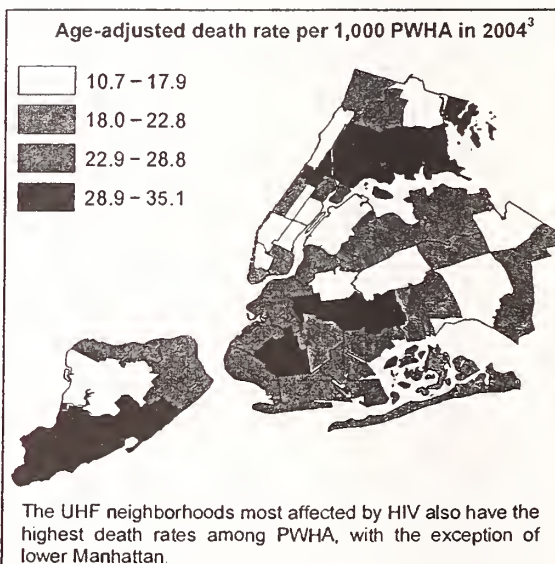 Age-adjusted death rate per 1,000 PWHA in 2004³
10.7 – 17.9
18.0 – 22.8
22.9 – 28.8
28.9 – 35.1
The UHF neighborhoods most affected by HIV also have the
highest death rates among PWHA, with the exception of
lower Manhattan.